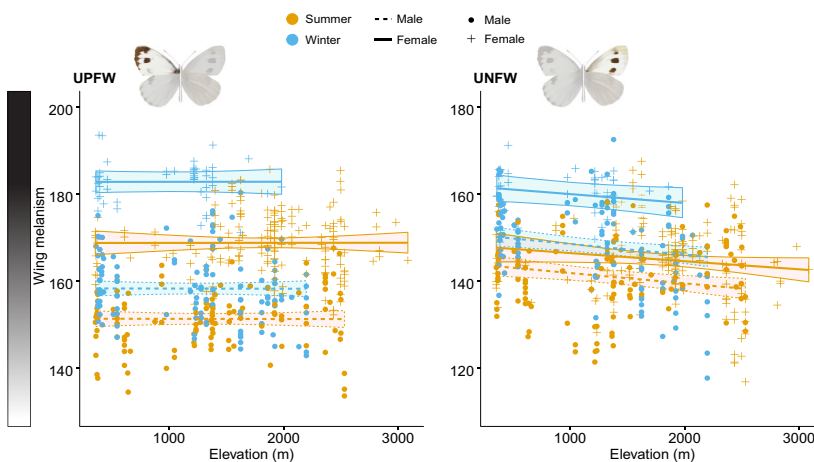 Summer Male Male
Winter Female Female
UPFW UNFW
200 180
180 160
160 140
140 120
Wing melanism
1000 2000 3000 1000 2000 3000
Elevation (m) Elevation (m)